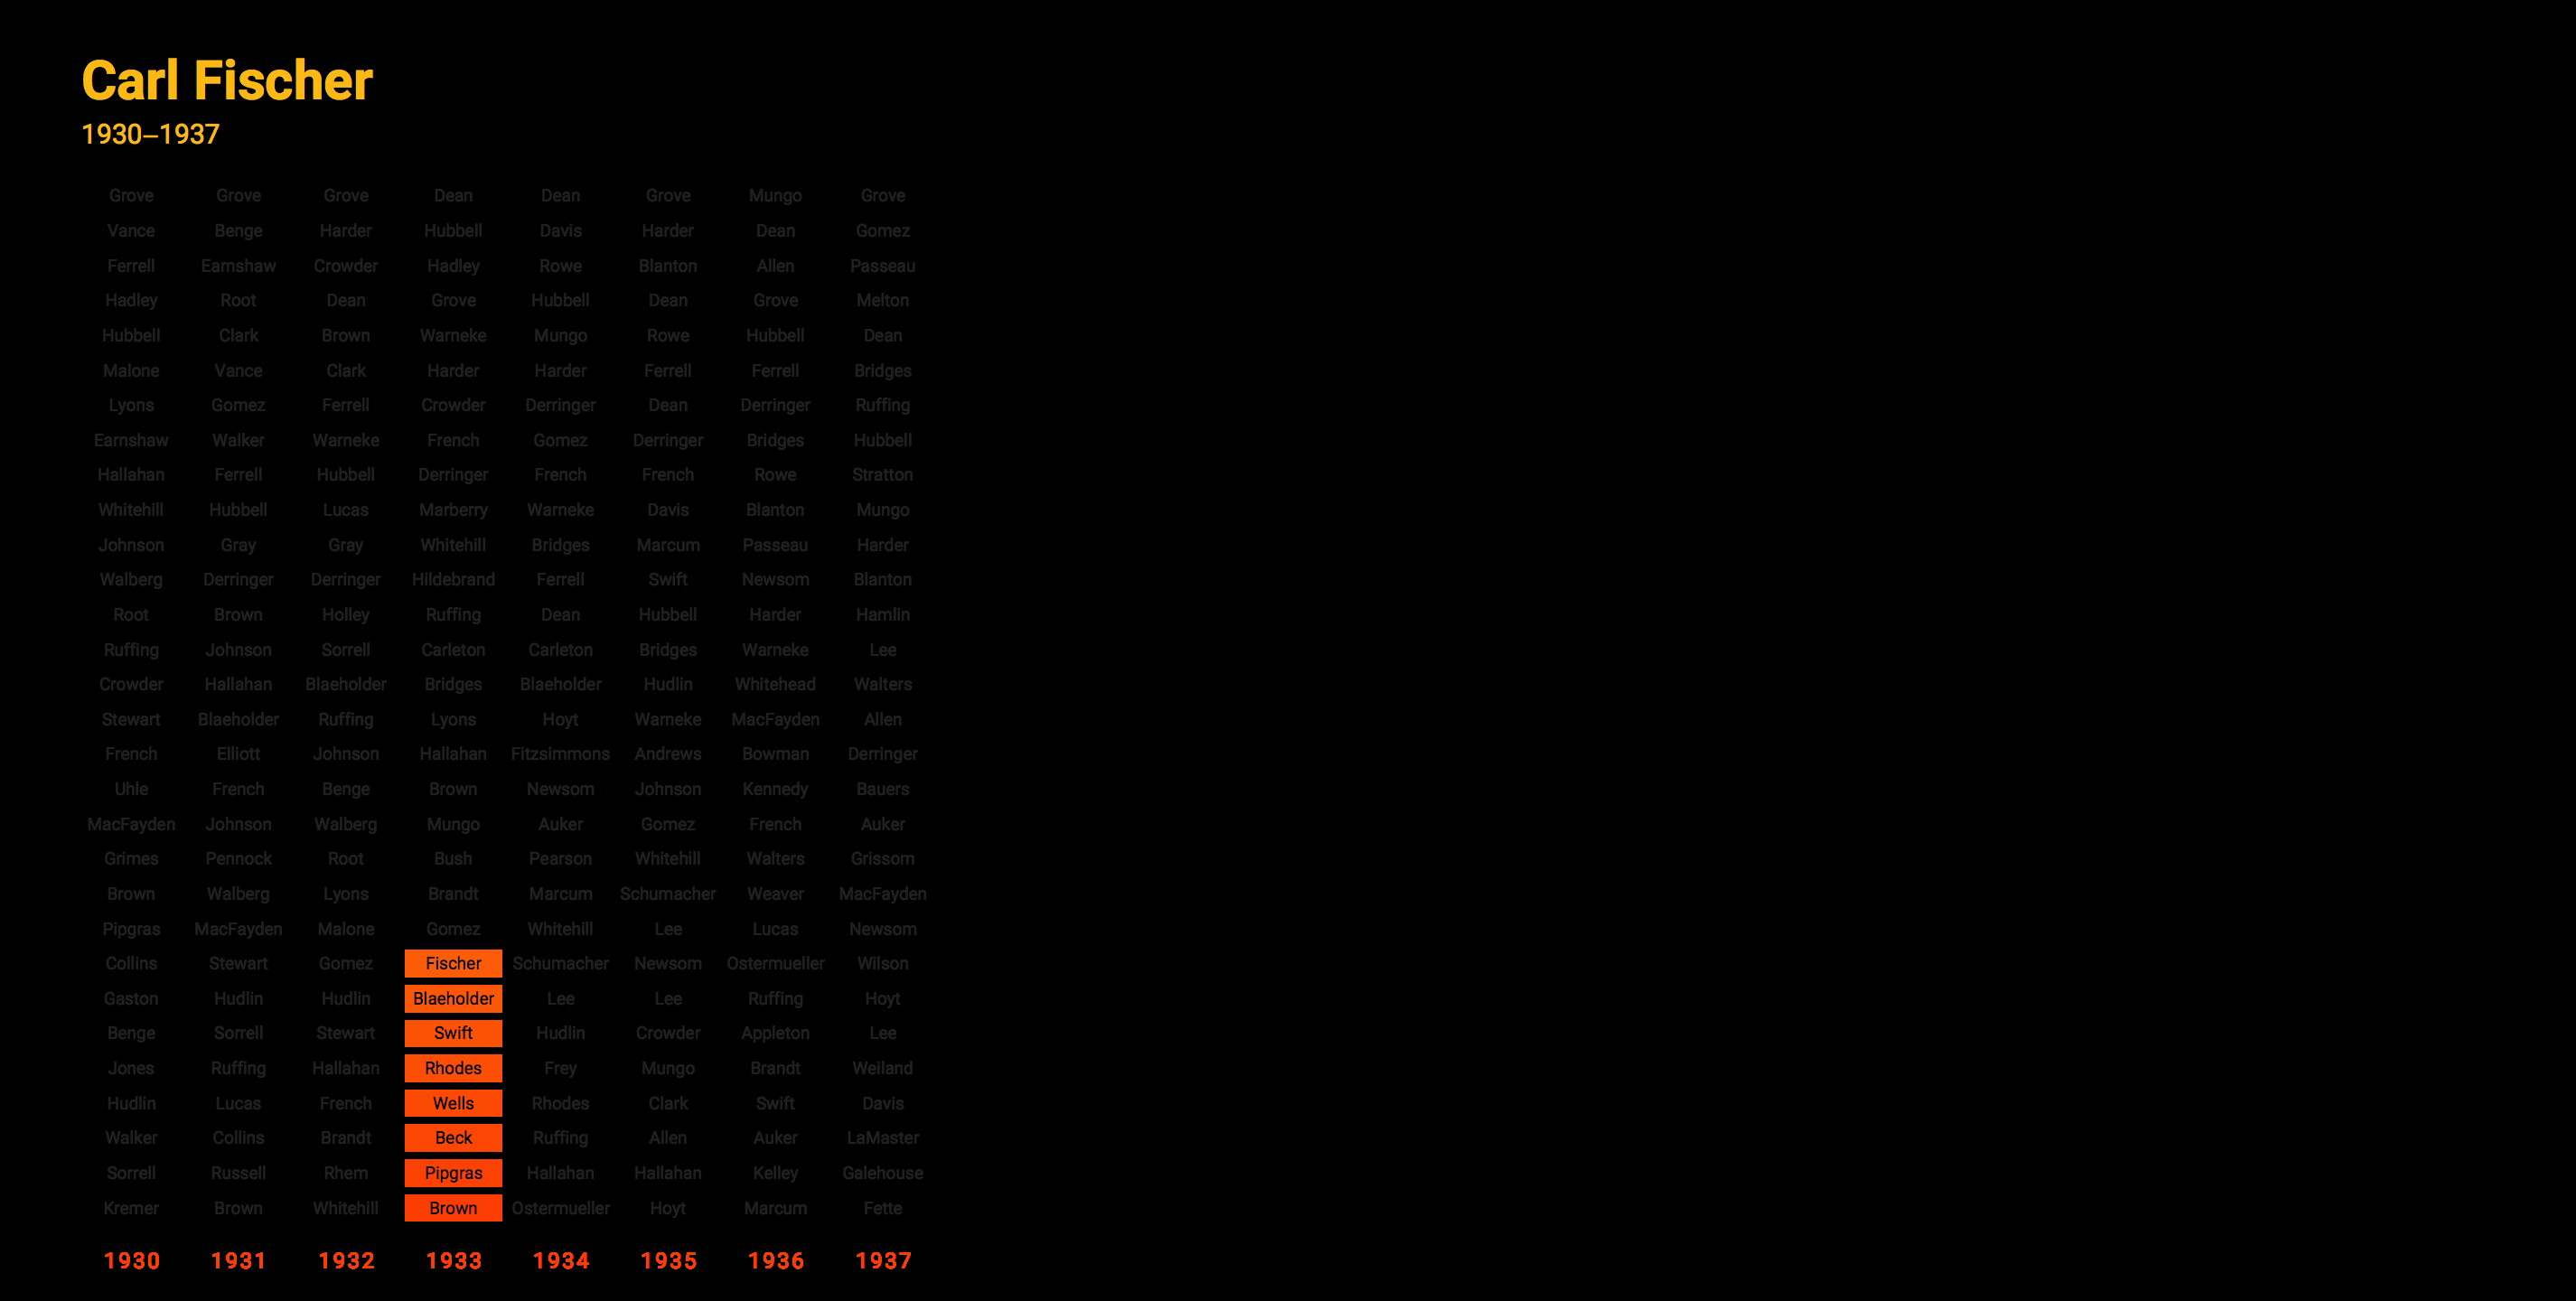 Carl Fischer
1930–1937
Grove Grove Grove Dean Dean Grove Mungo Grove
Vance Benge Harder Hubbell Davis Harder Dean Gomez
Ferrell Earnshaw Crowder Hadley Rowe Blanton Allen Passeau
Hadley Root Dean Grove Hubbell Dean Grove Melton
Hubbell Clark Brown Warneke Mungo Rowe Hubbell Dean
Malone Vance Clark Harder Harder Ferrell Ferrell Bridges
Lyons Gomez Ferrell Crowder Derringer Dean Derringer Ruffing
Earnshaw Walker Warneke French Gomez Derringer Bridges Hubbell
Hallahan Ferrell Hubbell Derringer French French Rowe Stratton
Whitehill Hubbell Lucas Marberry Warneke Davis Blanton Mungo
Johnson Gray Gray Whitehill Bridges Marcum Passeau Harder
Walberg Derringer Derringer Hildebrand Ferrell Swift Newsom Blanton
Root Brown Holley Ruffing Dean Hubbell Harder Hamlin
Ruffing Johnson Sorrell Carleton Carleton Bridges Warneke Lee
Crowder Hallahan Blaeholder Bridges Blaeholder Hudlin Whitehead Walters
Stewart Blaeholder Ruffing Lyons Hoyt Warneke MacFayden Allen
French Elliott Johnson Hallahan Fitzsimmons Andrews Bowman Derringer
Uhle French Benge Brown Newsom Johnson Kennedy Bauers
MacFayden Johnson Walberg Mungo Auker Gomez French Auker
Grimes Pennock Root Bush Pearson Whitehill Walters Grissom
Brown Walberg Lyons Brandt Marcum Schumacher Weaver MacFayden
Pipgras MacFayden Malone Gomez Whitehill Lee Lucas Newsom
Collins Stewart Gomez Fischer Schumacher Newsom Ostermueller Wilson
Gaston Hudlin Hudlin Blaeholder Lee Lee Ruffing Hoyt
Benge Sorrell Stewart Swift Hudlin Crowder Appleton Lee
Jones Ruffing Hallahan Rhodes Frey Mungo Brandt Weiland
Hudlin Lucas French Wells Rhodes Clark Swift Davis
Walker Collins Brandt Beck Ruffing Allen Auker LaMaster
Sorrell Russell Rhem Pipgras Hallahan Hallahan Kelley Galehouse
Kremer Brown Whitehill Brown Ostermueller Hoyt Marcum Fette
1930 1931 1932 1933 1934 1935 1936 1937